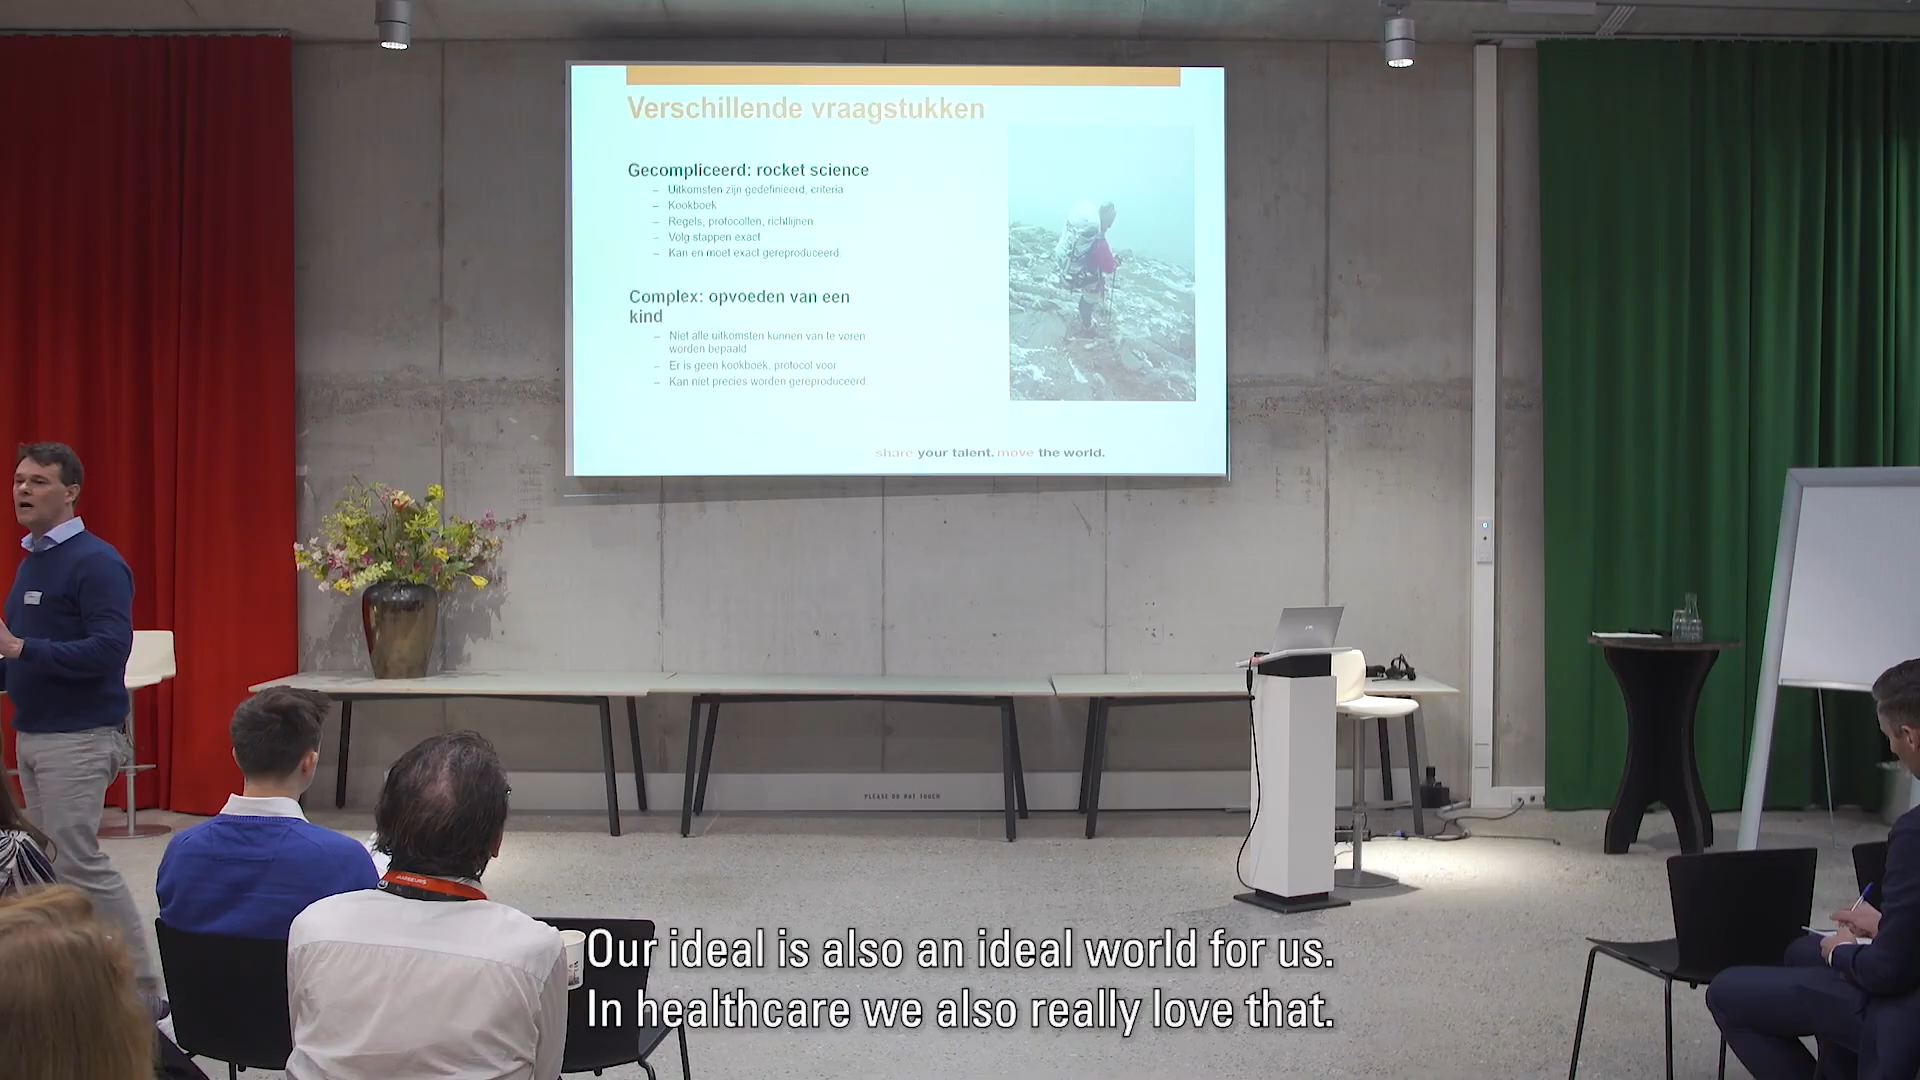 Verschillende vraagstukken
Gecompliceerd: rocket science
– Uitkomsten zijn gedefinieerd, criteria
– Kookboek
– Regels, protocollen, richtlijnen
– Volg stappen exact
– Kan en moet exact gereproduceerd.
Complex: opvoeden van een
kind
– Niet alle uitkomsten kunnen van te voren
worden bepaald
– Er is geen kookboek, protocol voor
– Kan niet precies worden gereproduceerd.
share your talent. move the world.
PLEASE DO NOT TOUCH
Our ideal is also an ideal world for us.
In healthcare we also really love that.